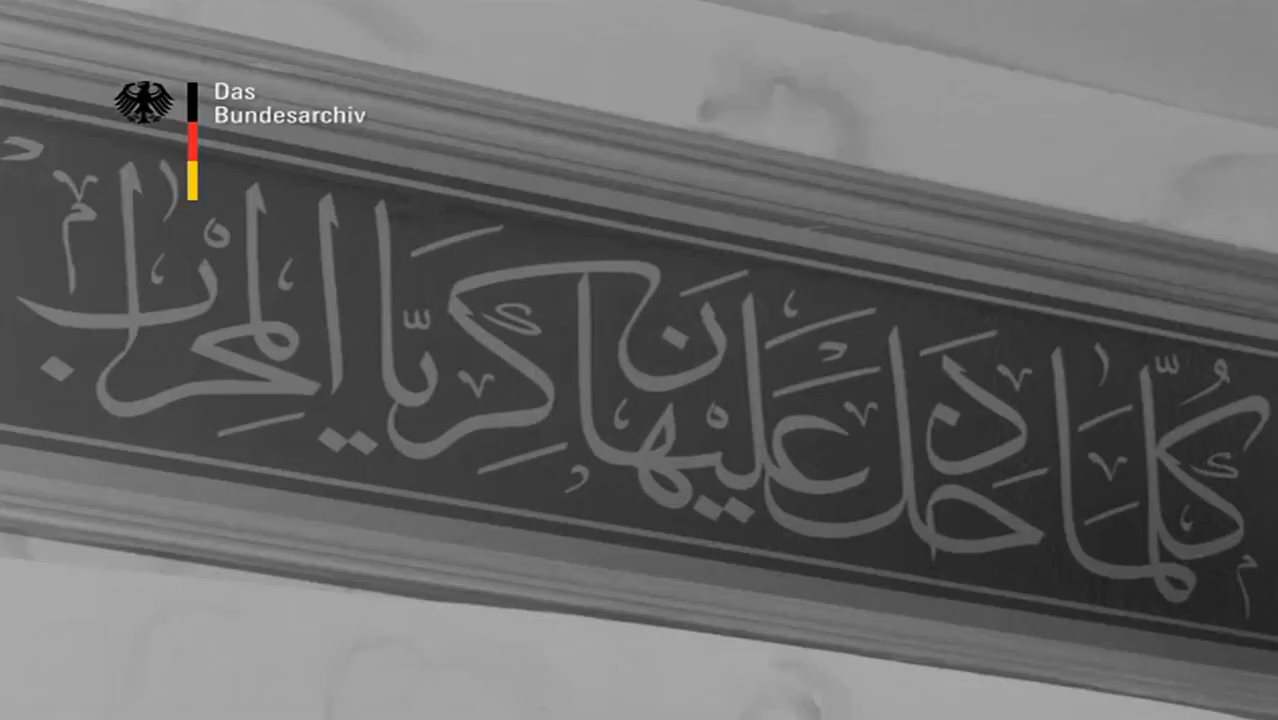 Das
Bundesarchiv
كُلَّمَا دَخَلَ عَلَيْهَا زَكَرِيَّا الْمِحْرَابَ